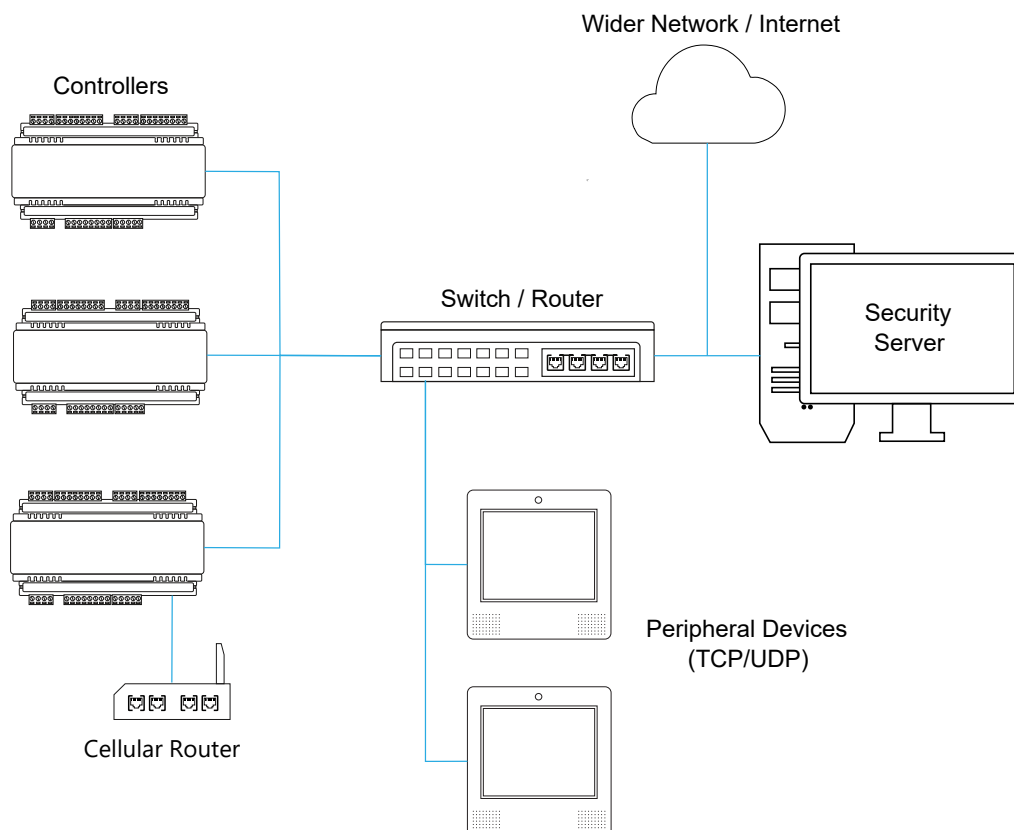 Wider Network / Internet
Controllers
Switch / Router
Security
Server
Peripheral Devices
(TCP/UDP)
Cellular Router